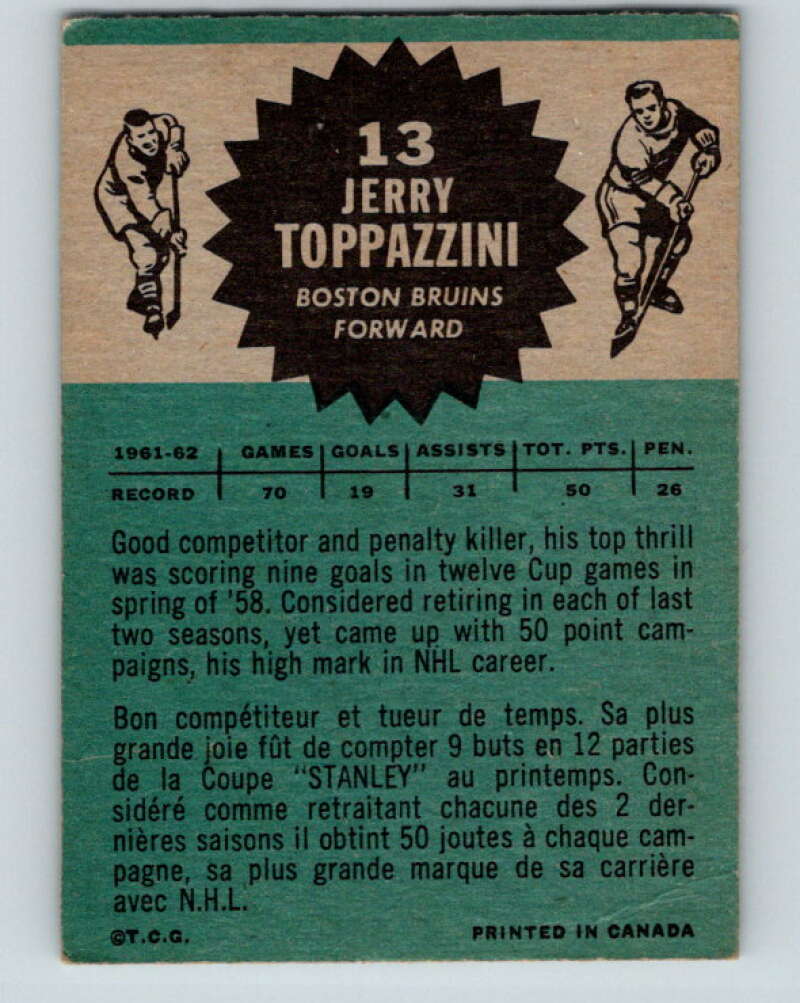 13
JERRY
TOPPAZZINI
BOSTON BRUINS
FORWARD
1961-62 GAMES GOALS ASSISTS TOT. PTS. PEN.
RECORD 70 19 31 50 26
Good competitor and penalty killer, his top thrill
was scoring nine goals in twelve Cup games in
spring of '58. Considered retiring in each of last
two seasons, yet came up with 50 point cam-
paigns, his high mark in NHL career.
Bon compétiteur et tueur de temps. Sa plus
grande joie fût de compter 9 buts en 12 parties
de la Coupe "STANLEY" au printemps. Con-
sidéré comme retraitant chacune des 2 der-
nières saisons il obtint 50 joutes à chaque cam-
pagne, sa plus grande marque de sa carrière
avec N.H.L.
©T.C.G. PRINTED IN CANADA